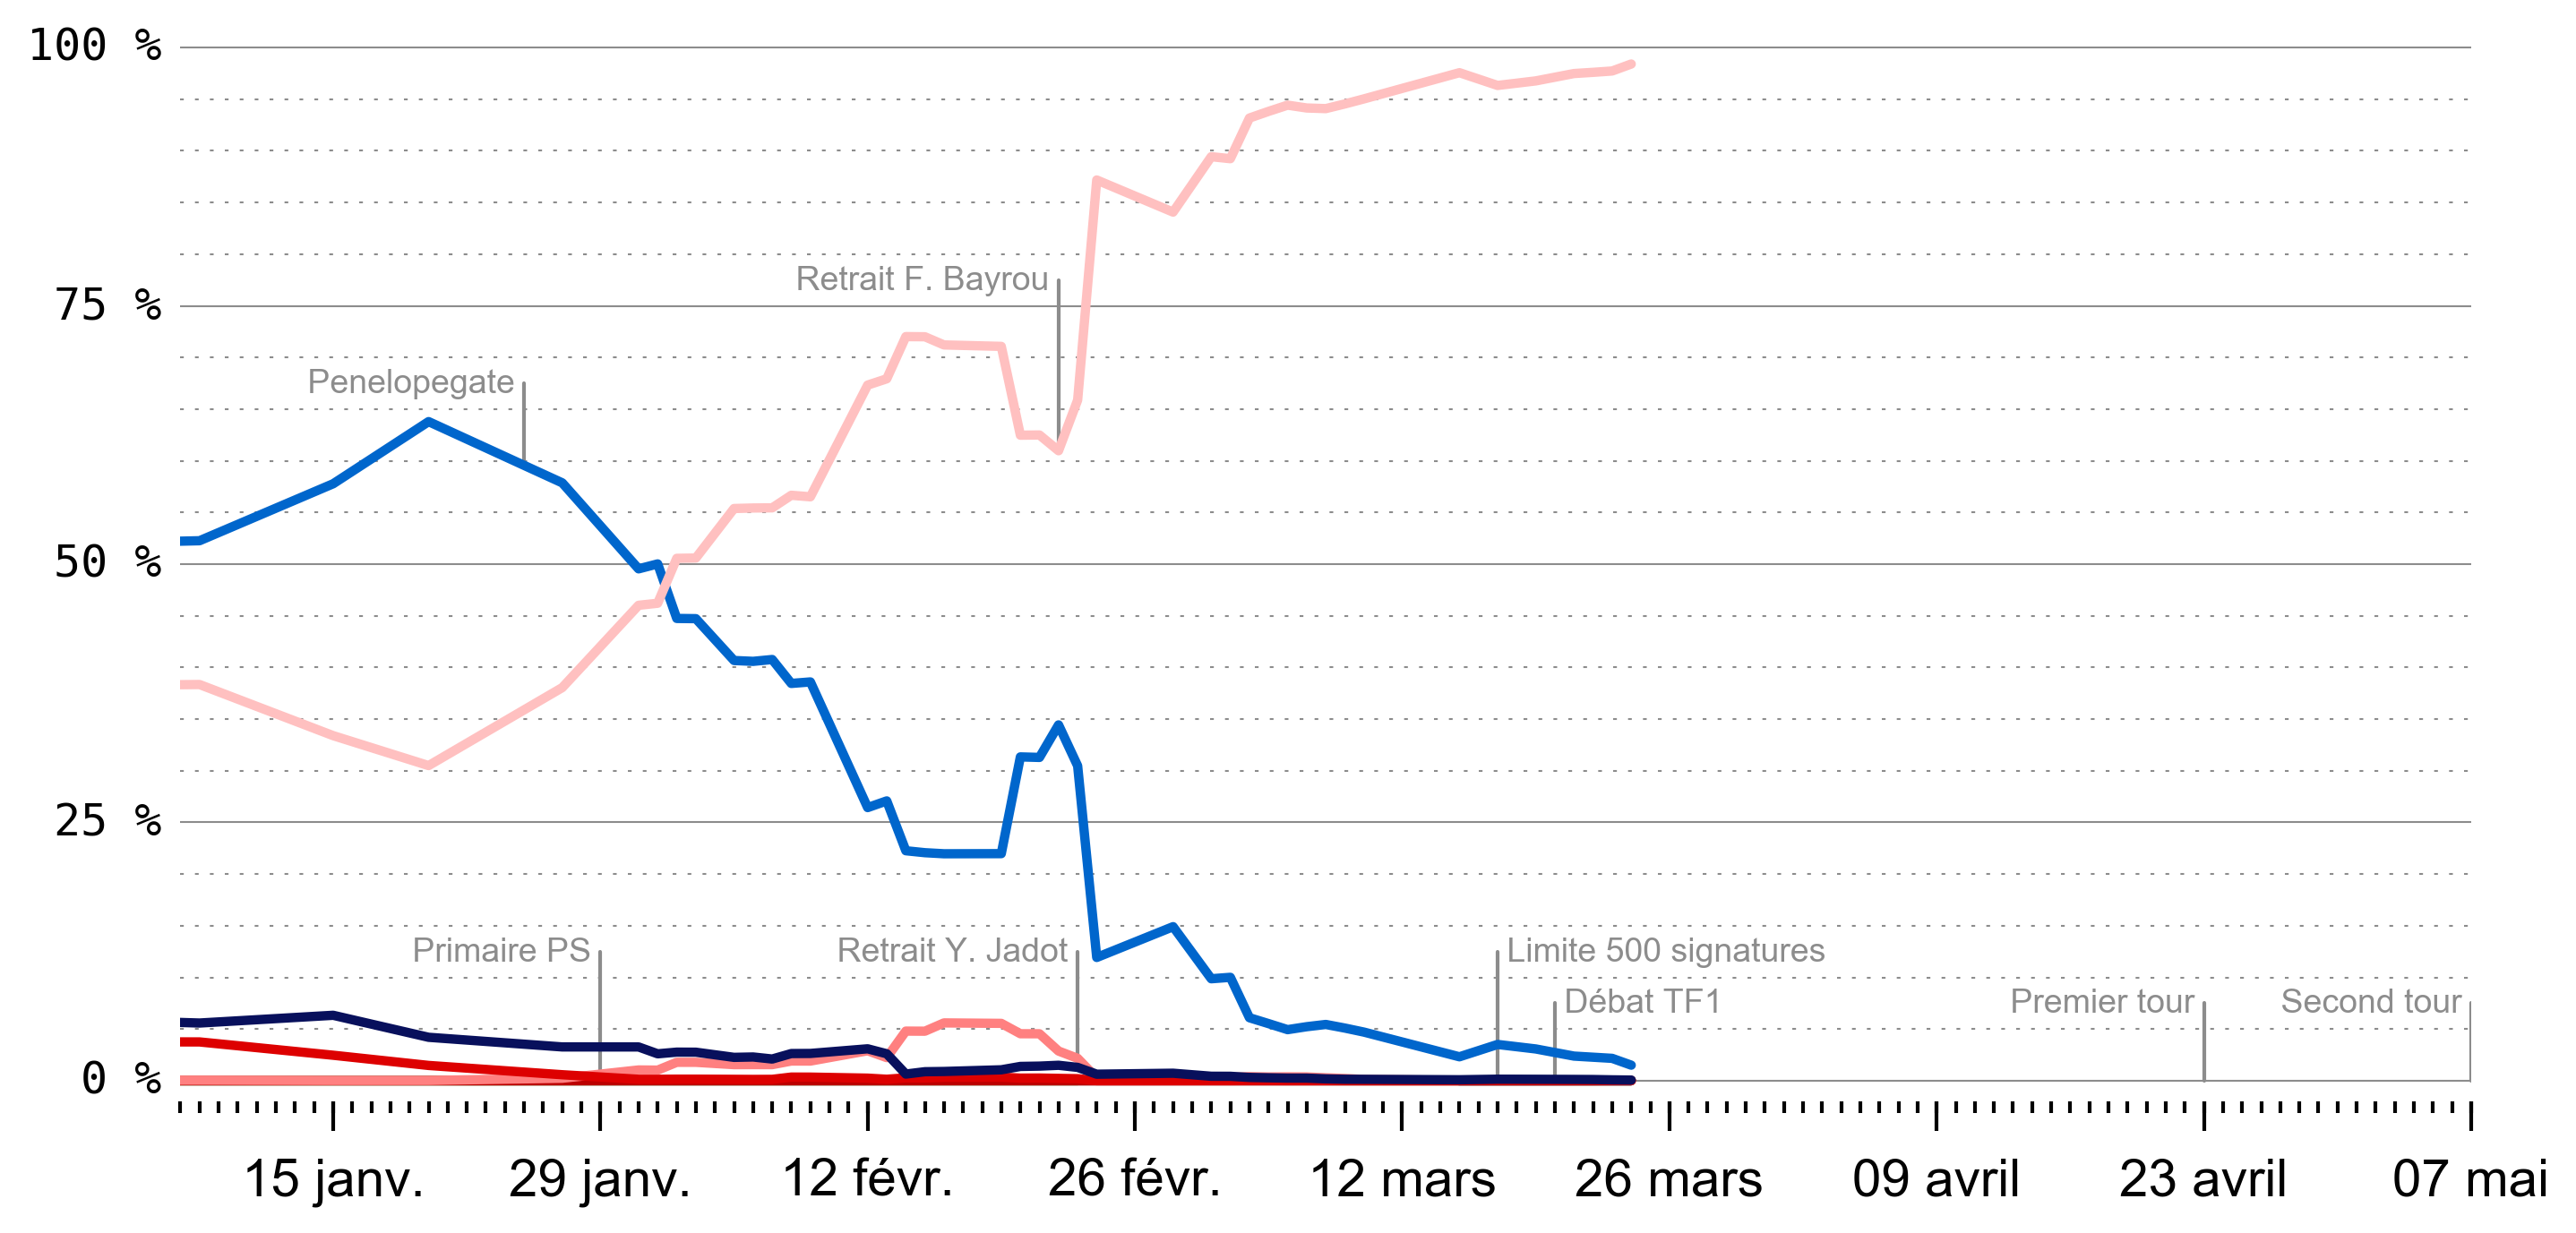 100 %
Retrait F. Bayrou
75 %
Penelopegate
50 %
25 %
Primaire PS
Retrait Y. Jadot
Limite 500 signatures
Débat TF1
Premier tour
Second tour
0 %
15 janv.
29 janv.
12 févr.
26 févr.
12 mars
26 mars
09 avril
23 avril
07 mai